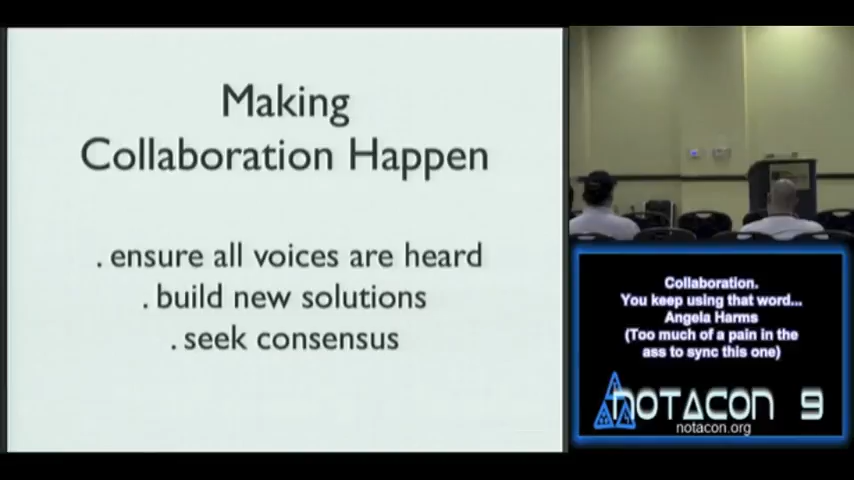 Making
Collaboration Happen
. ensure all voices are heard
. build new solutions
. seek consensus
Collaboration.
You keep using that word...
Angela Harms
(Too much of a pain in the
ass to sync this one)
NOTACON 9
notacon.org